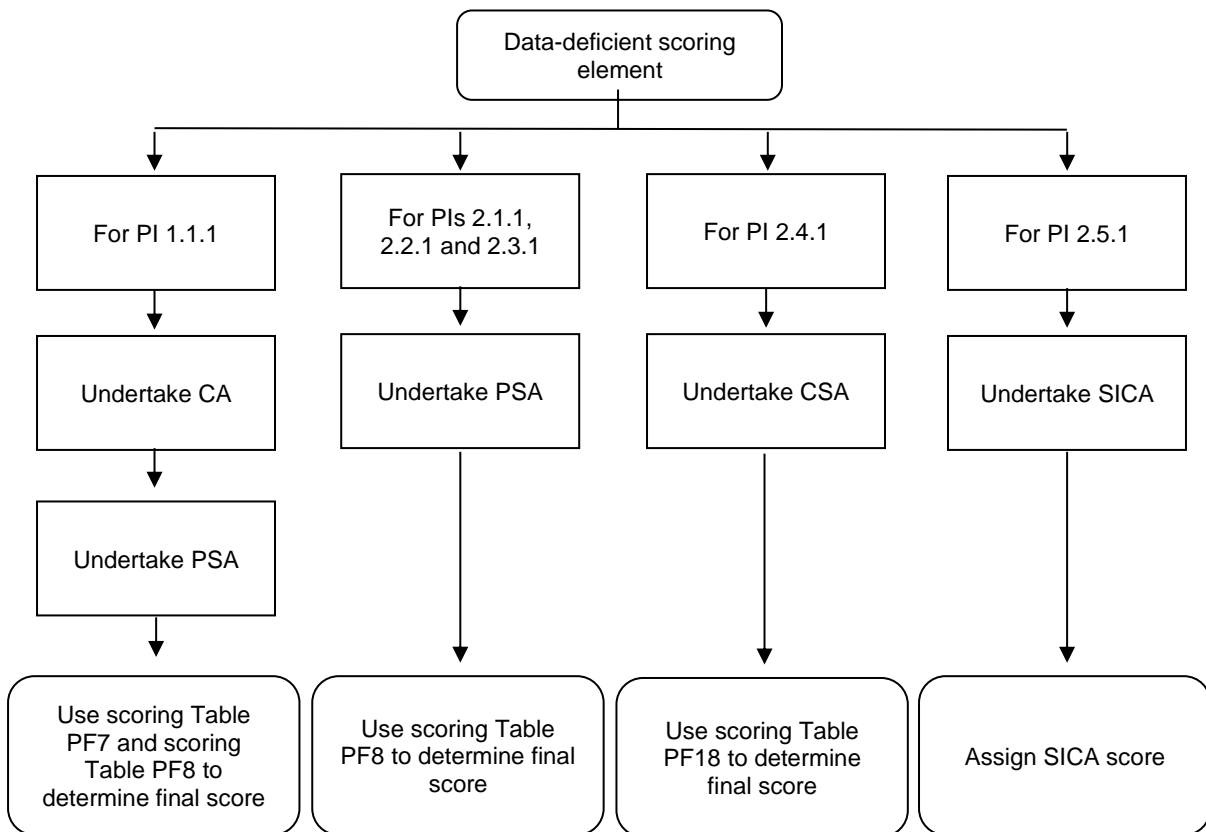 Data-deficient scoring
element
For PI 1.1.1
For PIs 2.1.1,
2.2.1 and 2.3.1
For PI 2.4.1
For PI 2.5.1
Undertake CA
Undertake PSA
Undertake CSA
Undertake SICA
Undertake PSA
Use scoring Table
PF7 and scoring
Table PF8 to
determine final score
Use scoring Table
PF8 to determine final
score
Use scoring Table
PF18 to determine
final score
Assign SICA score